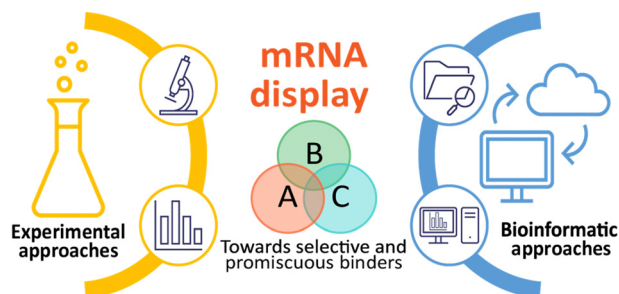 mRNA
display
B
A
C
Experimental
approaches
Towards selective and
promiscuous binders
Bioinformatic
approaches